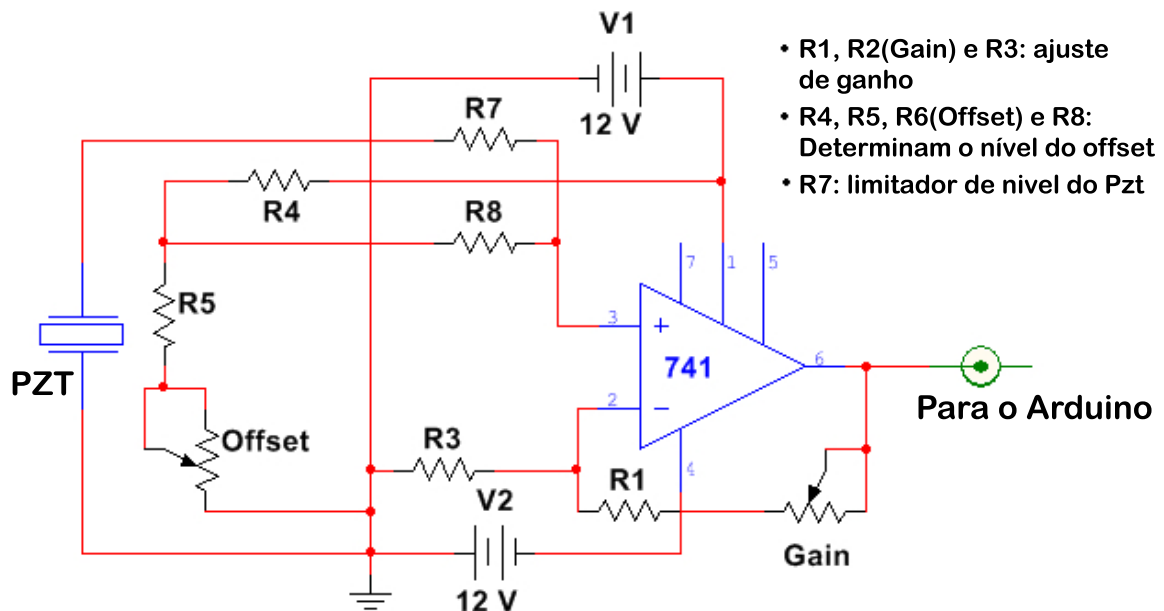 V1
12 V
• R1, R2(Gain) e R3: ajuste
de ganho
• R4, R5, R6(Offset) e R8:
Determinam o nível do offset
• R7: limitador de nivel do Pzt
R7
R4
R8
7
1
5
R5
3
+
741
6
PZT
2
−
Para o Arduino
Offset
R3
R1
4
V2
Gain
12 V